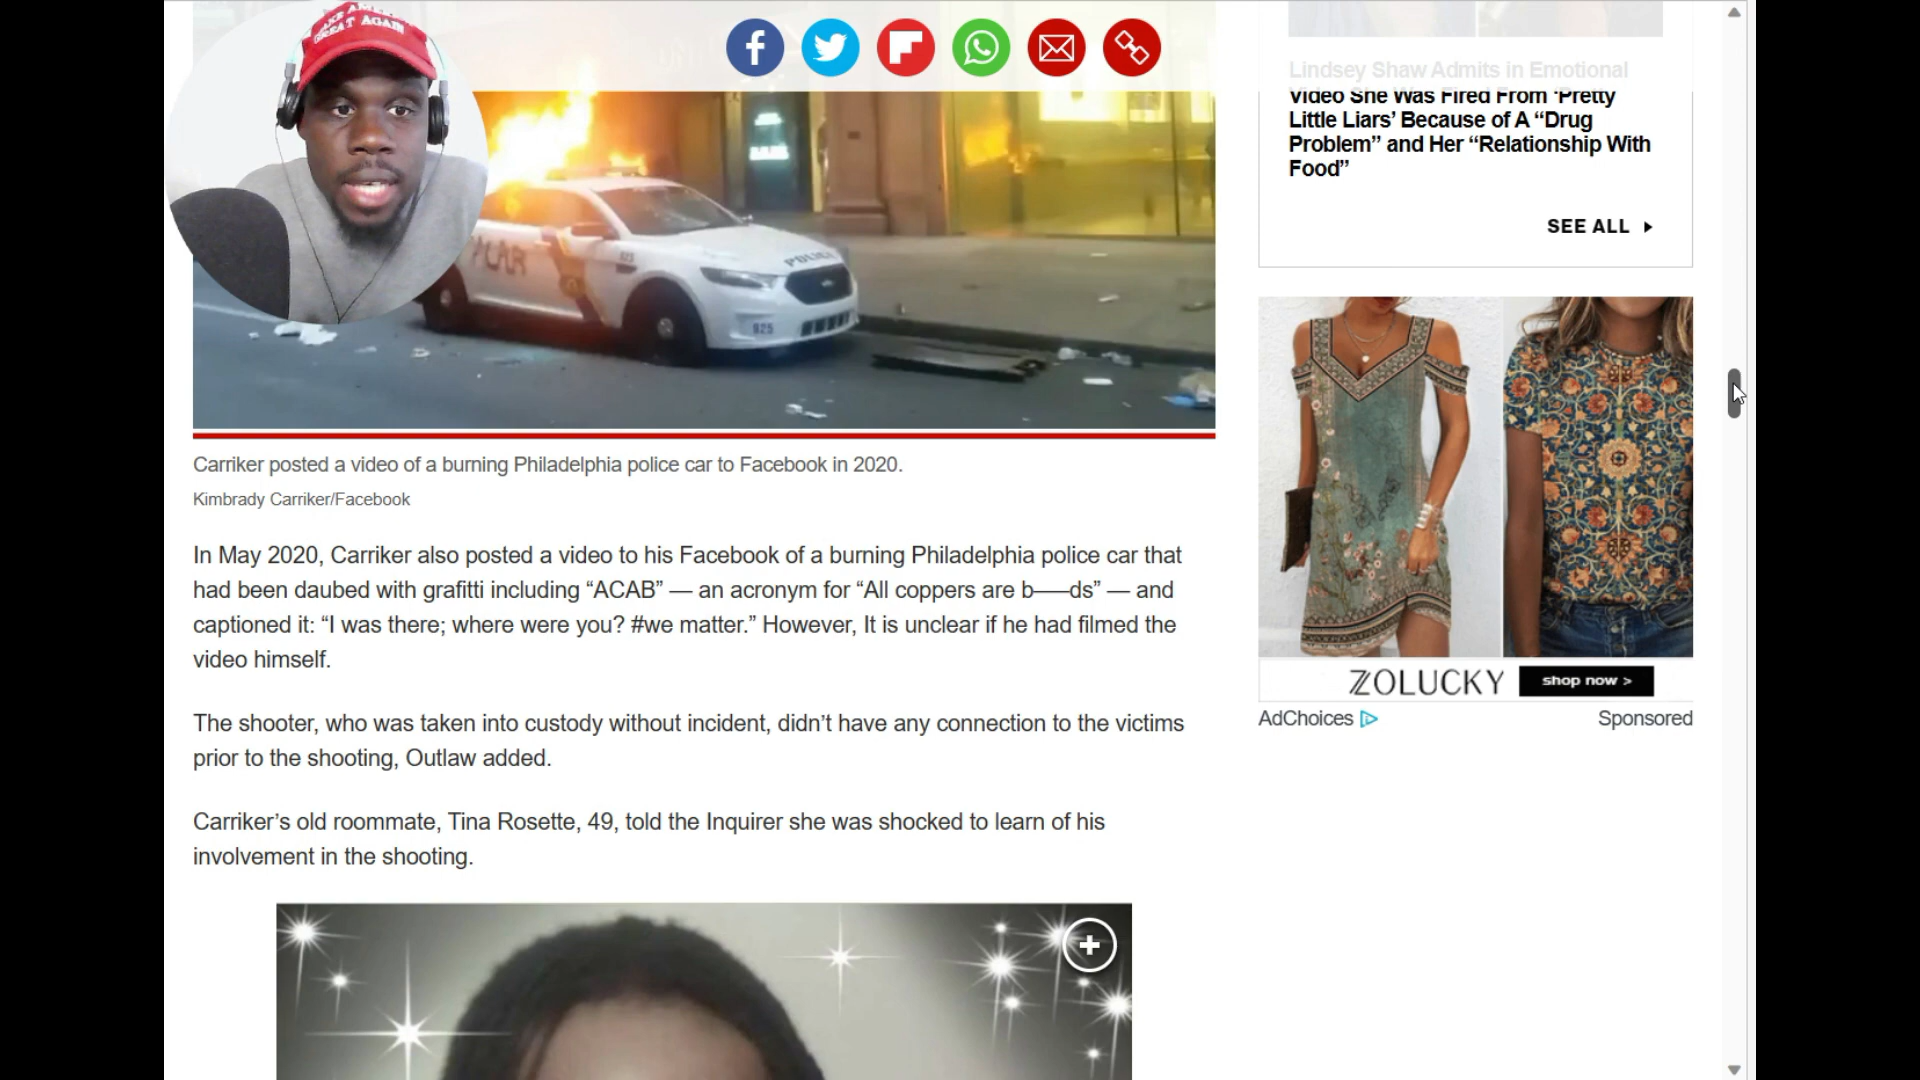 MAKE AMERICA
GREAT AGAIN
Lindsey Shaw Admits in Emotional
Video She Was Fired From ‘Pretty
Little Liars’ Because of A “Drug
Problem” and Her “Relationship With
Food”
SEE ALL
ACAB
POLICE
825
Carriker posted a video of a burning Philadelphia police car to Facebook in 2020.
Kimbrady Carriker/Facebook
In May 2020, Carriker also posted a video to his Facebook of a burning Philadelphia police car that
had been daubed with grafitti including “ACAB” — an acronym for “All coppers are b——ds” — and
captioned it: “I was there; where were you? #we matter.” However, It is unclear if he had filmed the
video himself.
The shooter, who was taken into custody without incident, didn’t have any connection to the victims
prior to the shooting, Outlaw added.
Carriker’s old roommate, Tina Rosette, 49, told the Inquirer she was shocked to learn of his
involvement in the shooting.
ZOLUCKY
shop now >
AdChoices
Sponsored